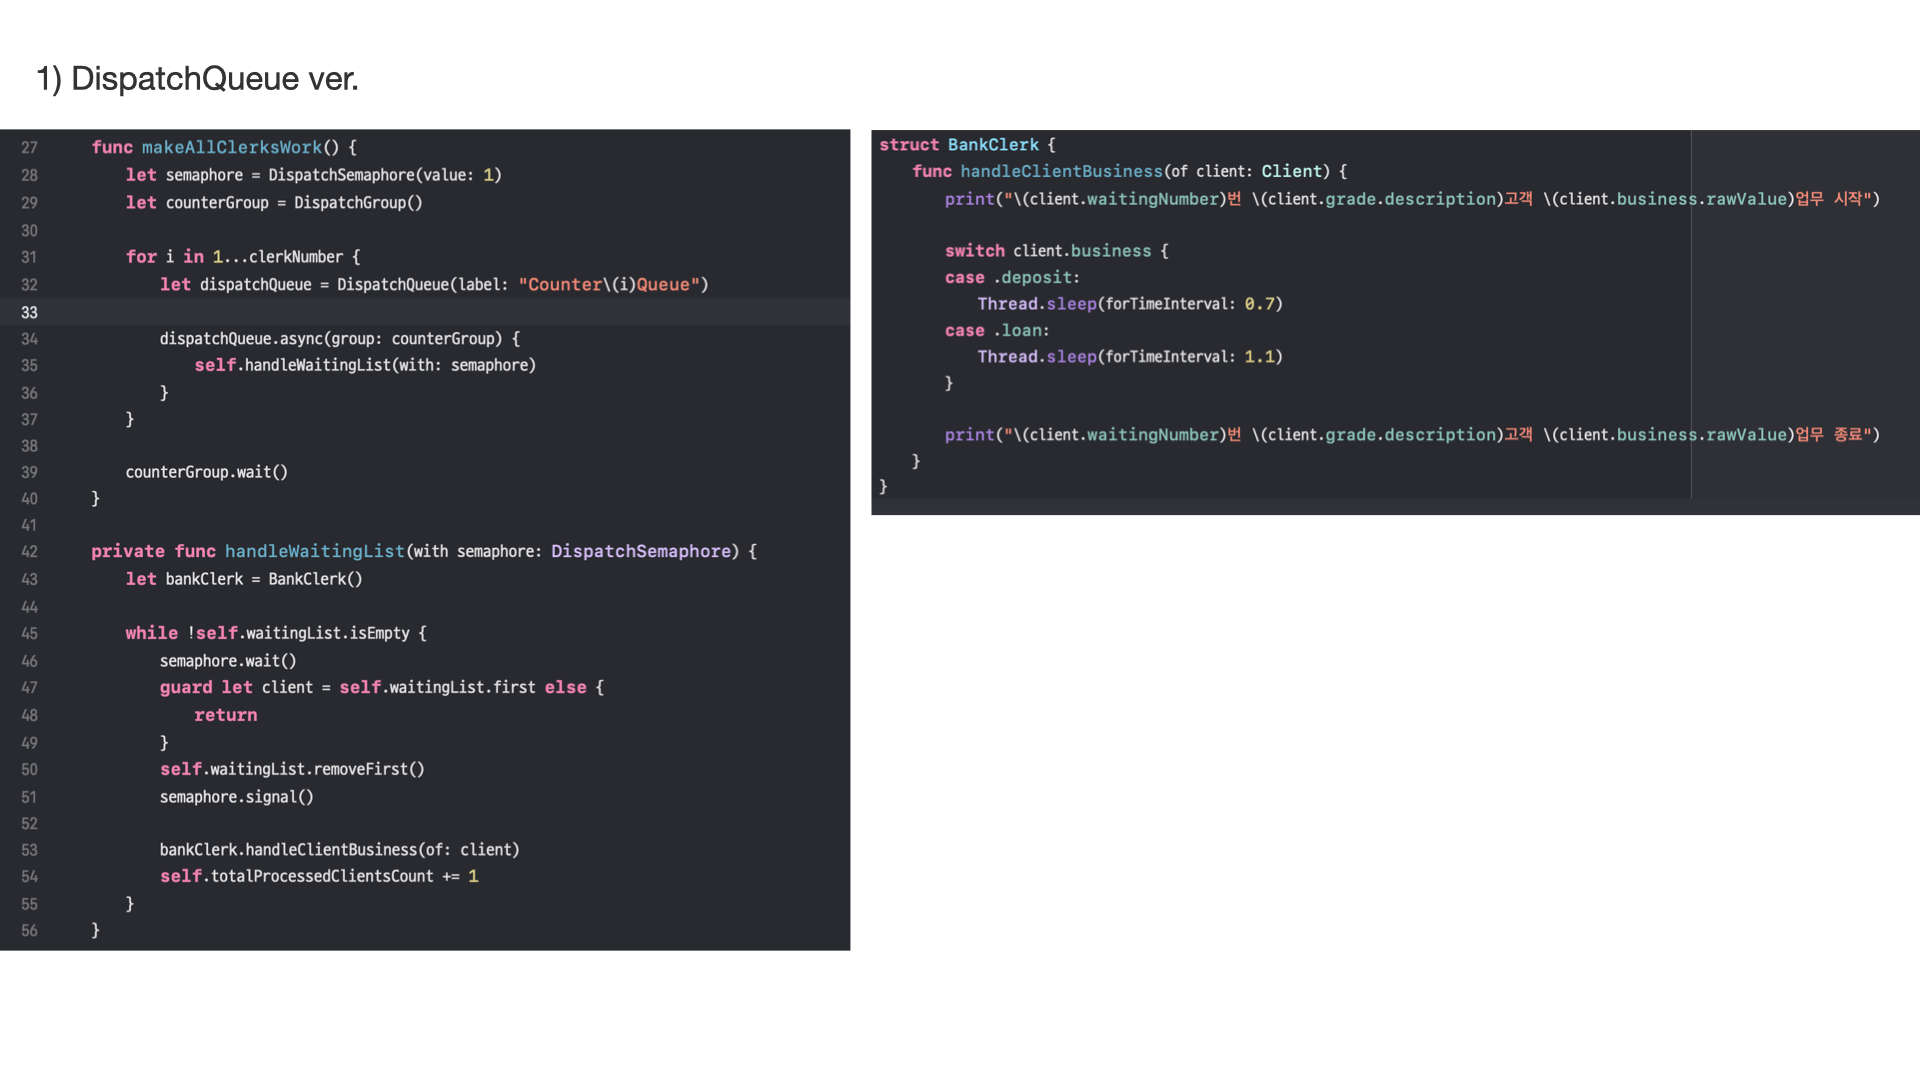 1) DispatchQueue ver.
27 func makeAllClerksWork() {
28 let semaphore = DispatchSemaphore(value: 1)
29 let counterGroup = DispatchGroup()
30
31 for i in 1...clerkNumber {
32 let dispatchQueue = DispatchQueue(label: "Counter\(i)Queue")
33
34 dispatchQueue.async(group: counterGroup) {
35 self.handleWaitingList(with: semaphore)
36 }
37 }
38
39 counterGroup.wait()
40 }
41
42 private func handleWaitingList(with semaphore: DispatchSemaphore) {
43 let bankClerk = BankClerk()
44
45 while !self.waitingList.isEmpty {
46 semaphore.wait()
47 guard let client = self.waitingList.first else {
48 return
49 }
50 self.waitingList.removeFirst()
51 semaphore.signal()
52
53 bankClerk.handleClientBusiness(of: client)
54 self.totalProcessedClientsCount += 1
55 }
56 }
struct BankClerk {
func handleClientBusiness(of client: Client) {
print("\(client.waitingNumber)번 \(client.grade.description)고객 \(client.business.rawValue)업무 시작")
switch client.business {
case .deposit:
Thread.sleep(forTimeInterval: 0.7)
case .loan:
Thread.sleep(forTimeInterval: 1.1)
}
print("\(client.waitingNumber)번 \(client.grade.description)고객 \(client.business.rawValue)업무 종료")
}
}